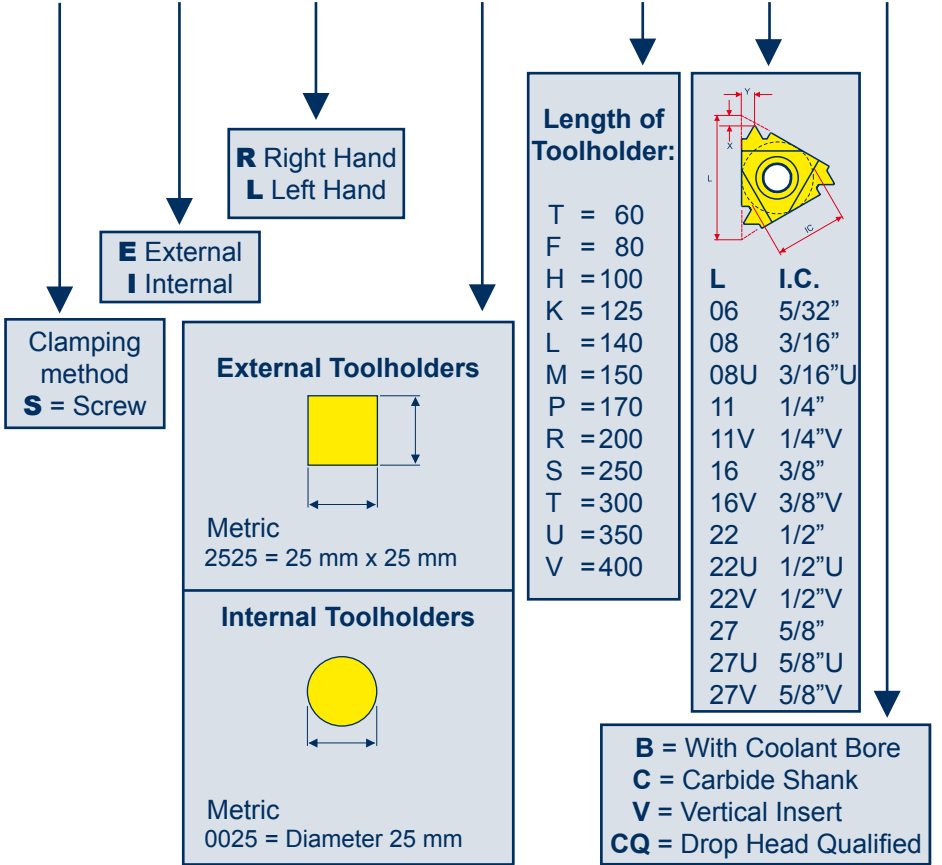 Clamping
method
S = Screw
E External
I Internal
R Right Hand
L Left Hand
External Toolholders
Metric
2525 = 25 mm x 25 mm
Internal Toolholders
Metric
0025 = Diameter 25 mm
Length of
Toolholder:
T = 60
F = 80
H =100
K =125
L =140
M =150
P =170
R =200
S =250
T =300
U =350
V =400
Y
X
L
IC
L I.C.
06 5/32”
08 3/16”
08U 3/16”U
11 1/4”
11V 1/4”V
16 3/8”
16V 3/8”V
22 1/2”
22U 1/2”U
22V 1/2”V
27 5/8”
27U 5/8”U
27V 5/8”V
B = With Coolant Bore
C = Carbide Shank
V = Vertical Insert
CQ = Drop Head Qualified